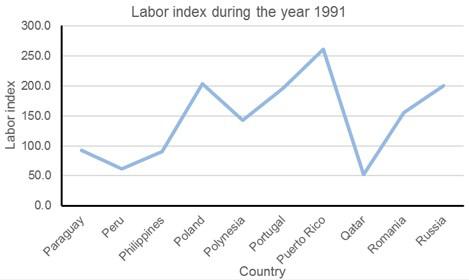 Labor index during the year 1991
300.0
250.0
200.0
150.0
100.0
50.0
0.0
Labor index
Paraguay
Peru
Philippines
Poland
Polynesia
Portugal
Puerto Rico
Qatar
Romania
Russia
Country